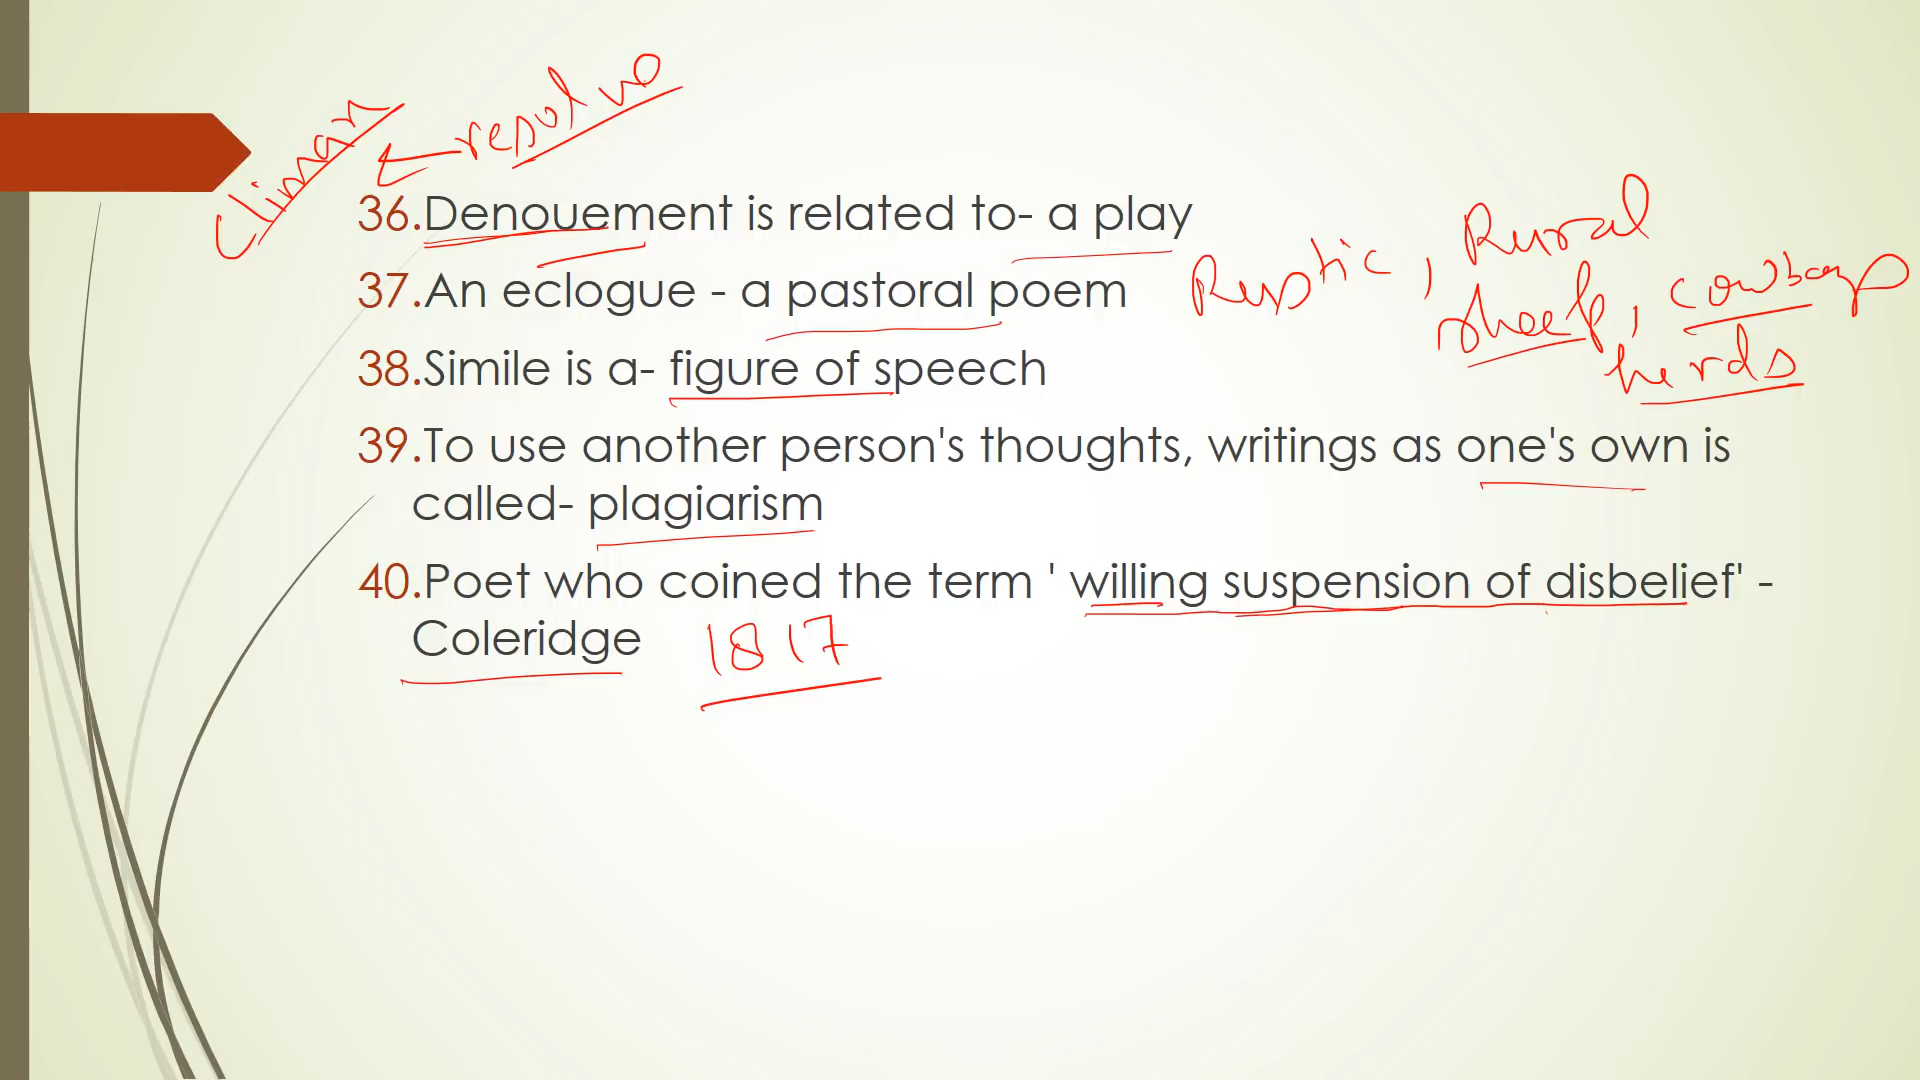 resolve
Climax
36.Denouement is related to- a play
Rustic, Rural
37.An eclogue - a pastoral poem
sheep, cowboys
herds
38.Simile is a- figure of speech
39.To use another person's thoughts, writings as one's own is
called- plagiarism
40.Poet who coined the term ' willing suspension of disbelief' -
Coleridge 1817